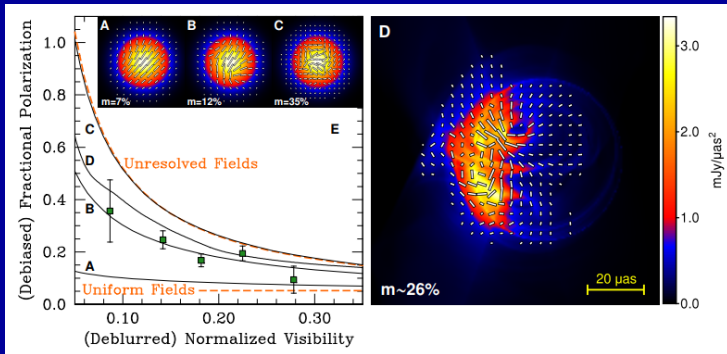 A
B
C
m=7%
m=12%
m=35%
E
(Debiased) Fractional Polarization
1.0
0.8
0.6
0.4
0.2
0.0
C
D
B
A
Unresolved Fields
Uniform Fields
0.10
0.20
0.30
(Deblurred) Normalized Visibility
D
m~26%
20 µas
3.0
2.0
1.0
0.0
mJy/µas²